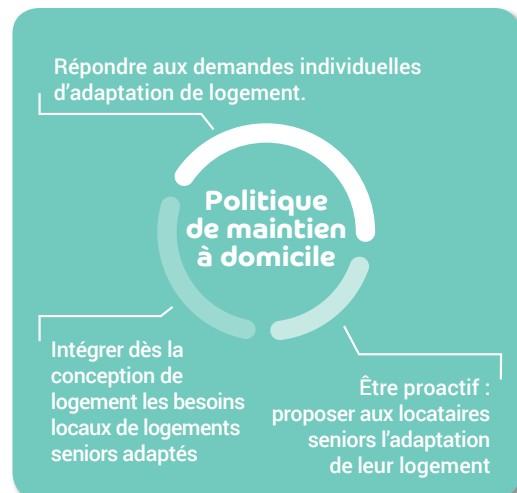 Répondre aux demandes individuelles
d'adaptation de logement.
Politique
de maintien
à domicile
Intégrer dès la
conception de
logement les besoins
locaux de logements
seniors adaptés
Être proactif :
proposer aux locataires
seniors l'adaptation
de leur logement